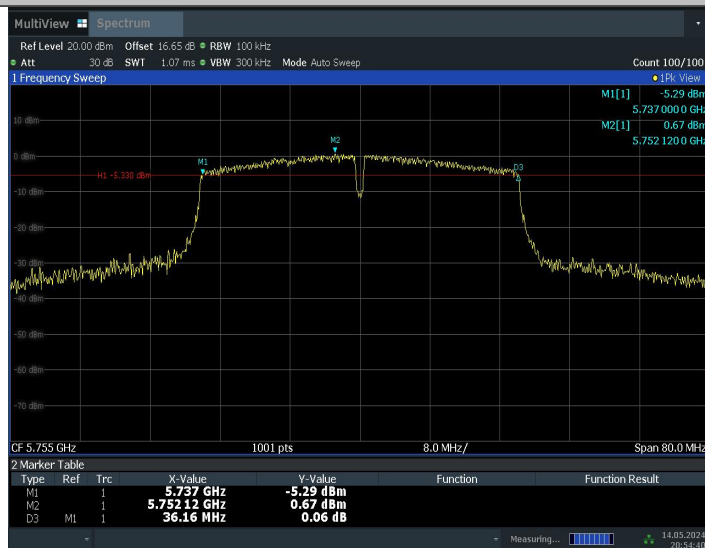 MultiView Spectrum
Ref Level 20.00 dBm Offset 16.65 dB RBW 100 kHz
Att 30 dB SWT 1.07 ms VBW 300 kHz Mode Auto Sweep Count 100/100
1 Frequency Sweep 1Pk View
M1[1] -5.29 dBm
5.737 000 0 GHz
M2[1] 0.67 dBm
5.752 120 0 GHz
10 dBm
M2
0 dBm
M1
D3
H1 -5.330 dBm
-10 dBm
-20 dBm
-30 dBm
-40 dBm
-50 dBm
-60 dBm
-70 dBm
CF 5.755 GHz 1001 pts 8.0 MHz/ Span 80.0 MHz
2 Marker Table
Type Ref Trc X-Value Y-Value Function Function Result
M1 1 5.737 GHz -5.29 dBm
M2 1 5.752 12 GHz 0.67 dBm
D3 M1 1 36.16 MHz 0.06 dB
Measuring... 14.05.2024
20:54:40